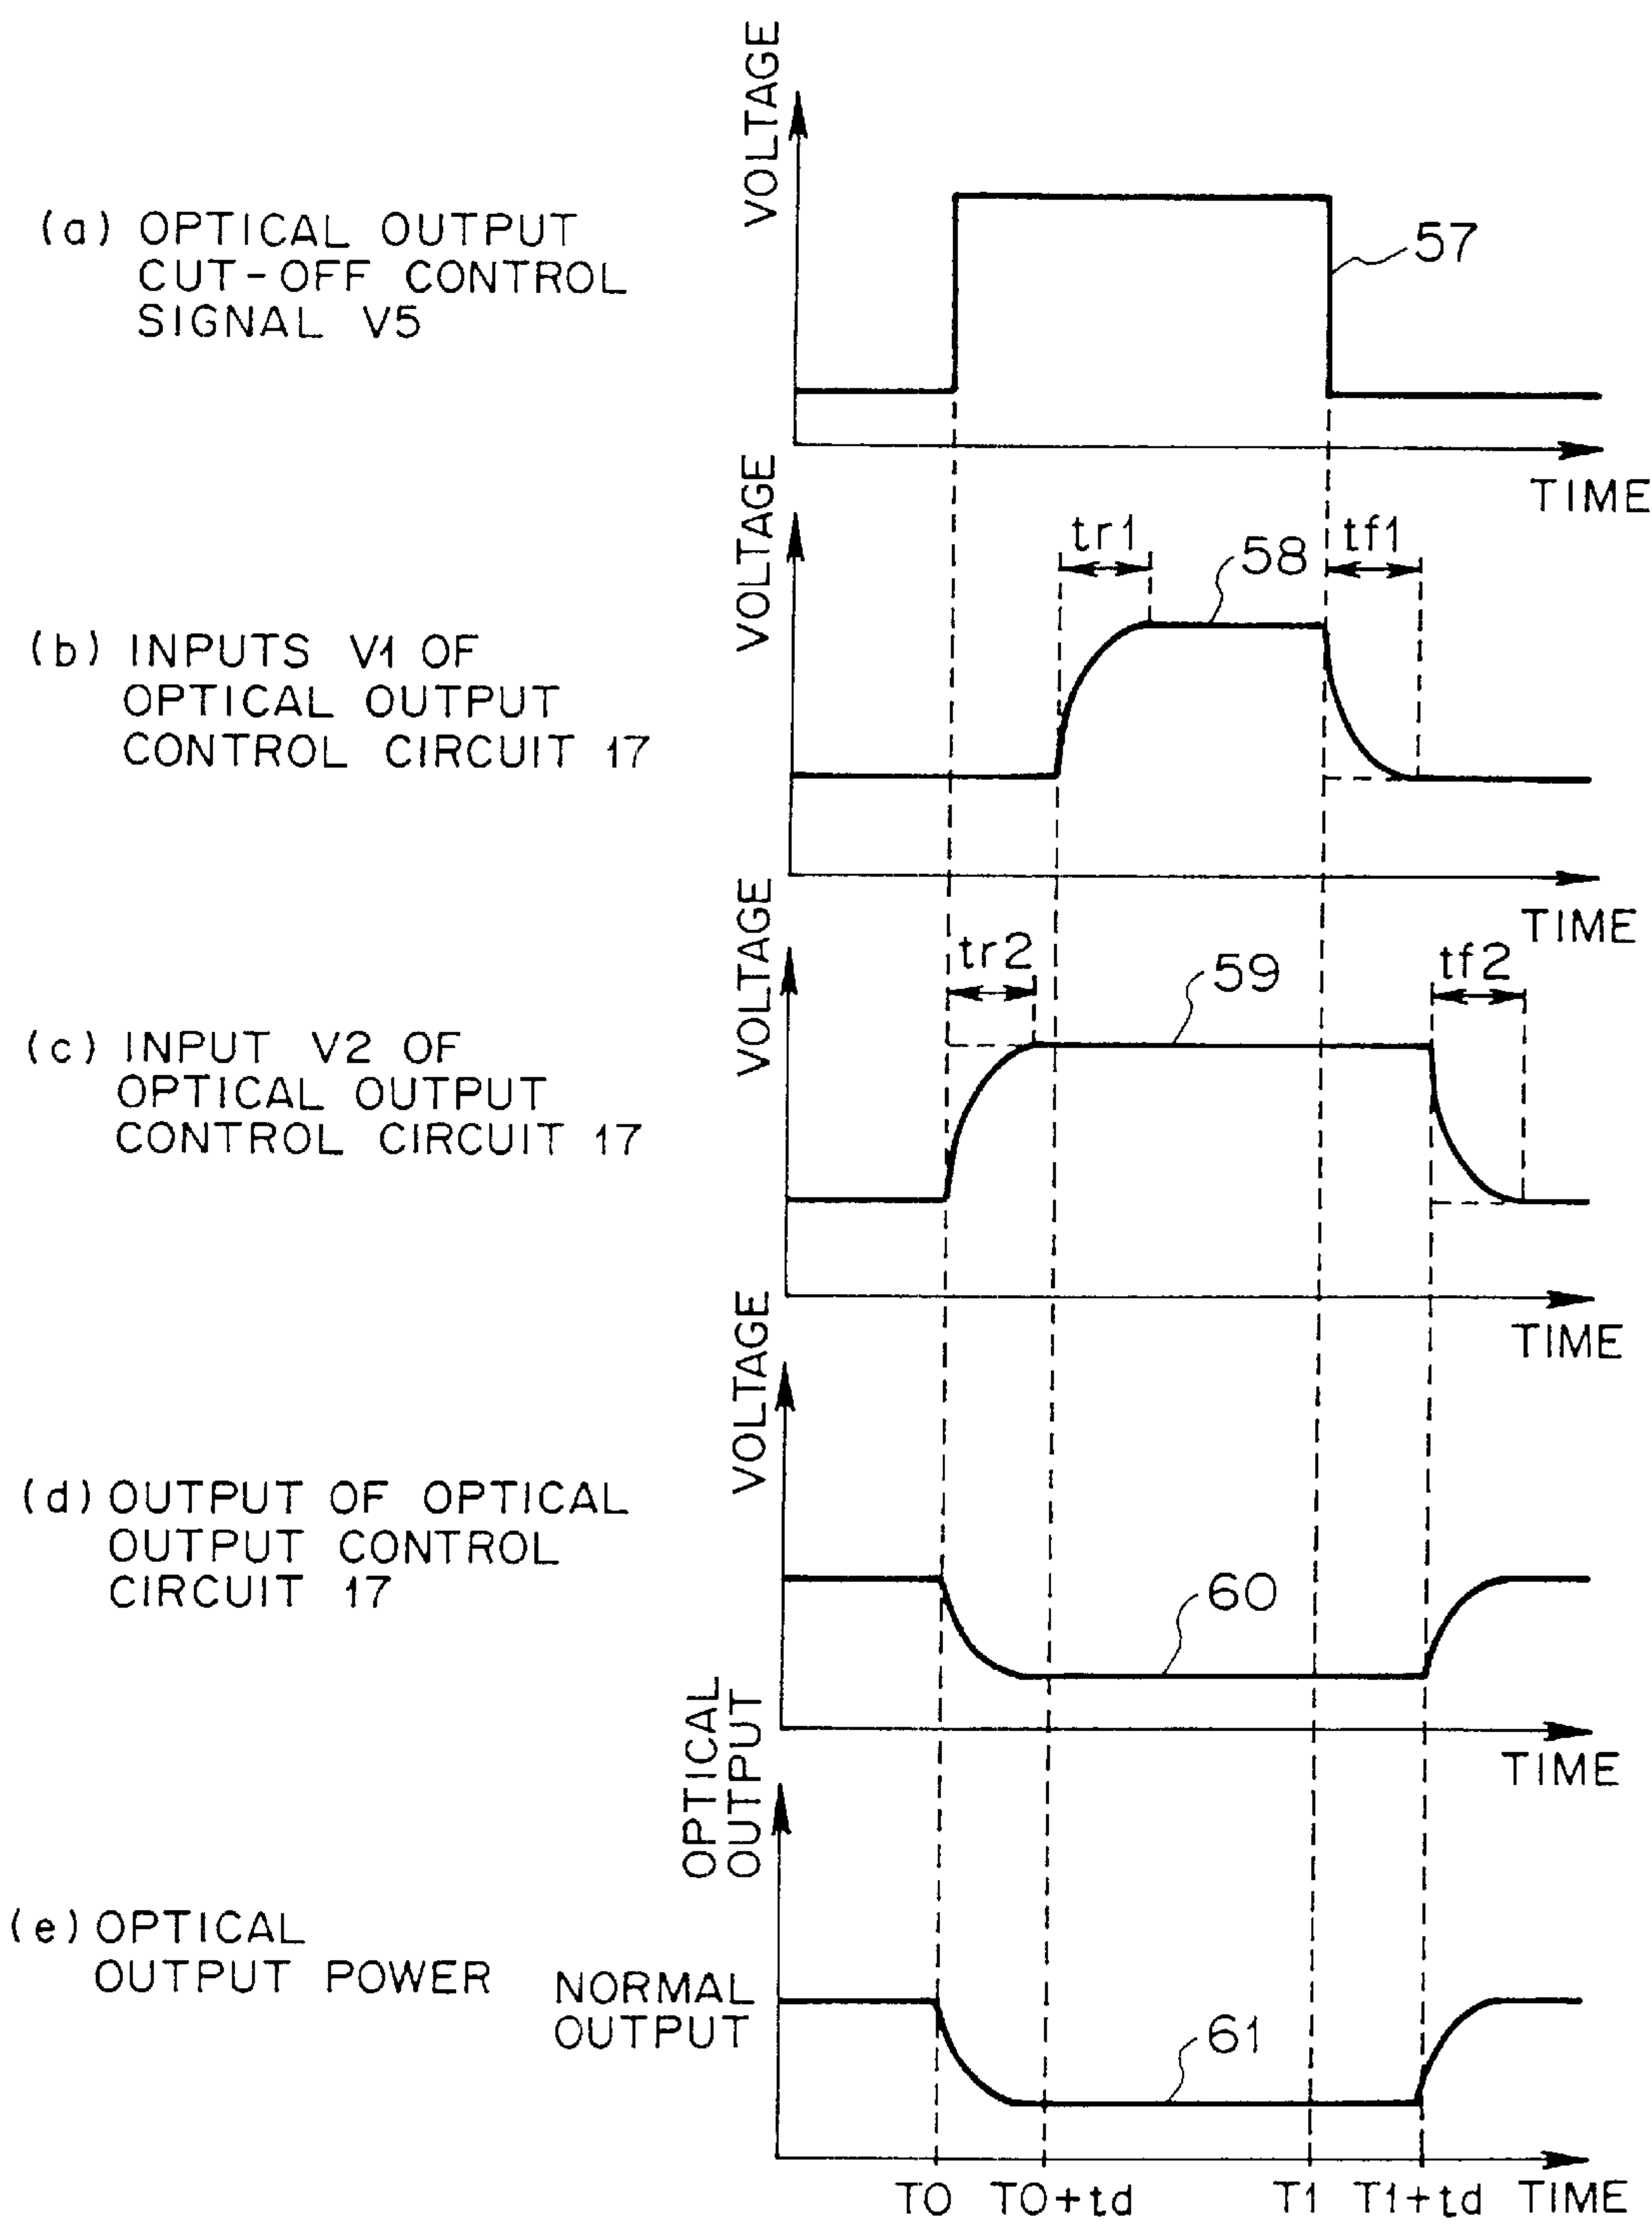 VOLTAGE
(a) OPTICAL OUTPUT
CUT-OFF CONTROL
SIGNAL V5
57
TIME
VOLTAGE
tr1
58
tf1
(b) INPUTS V1 OF
OPTICAL OUTPUT
CONTROL CIRCUIT 17
TIME
VOLTAGE
tr2
59
tf2
(c) INPUT V2 OF
OPTICAL OUTPUT
CONTROL CIRCUIT 17
TIME
VOLTAGE
(d) OUTPUT OF OPTICAL
OUTPUT CONTROL
CIRCUIT 17
60
TIME
OPTICAL
OUTPUT
(e) OPTICAL
OUTPUT POWER
NORMAL
OUTPUT
61
T0 T0+td T1 T1+td TIME